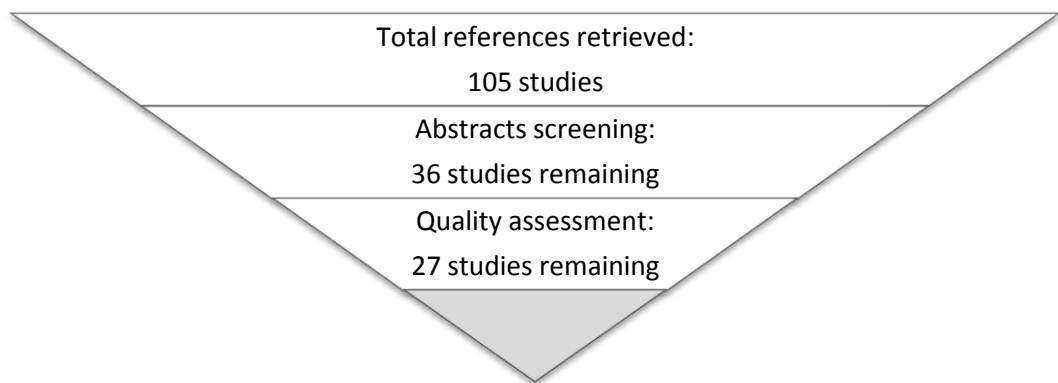 Total references retrieved:
105 studies
Abstracts screening:
36 studies remaining
Quality assessment:
27 studies remaining